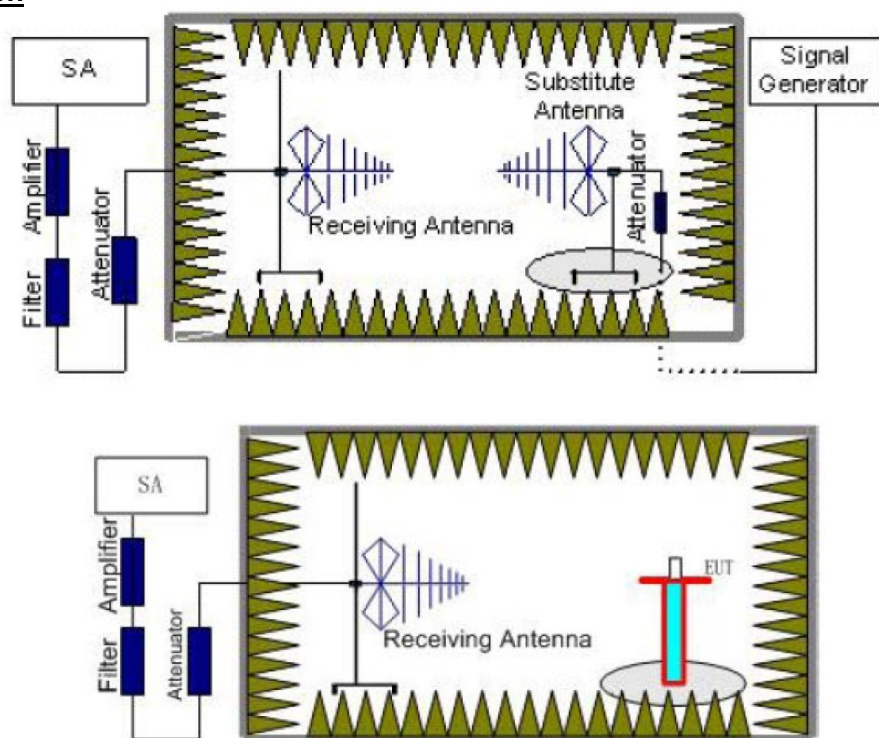 SA
Signal
Generator
Substitute
Antenna
Amplifier
Attenuator
Filter
Receiving Antenna
Attenuator
SA
Amplifier
Filter
Attenuator
Receiving Antenna
EUT